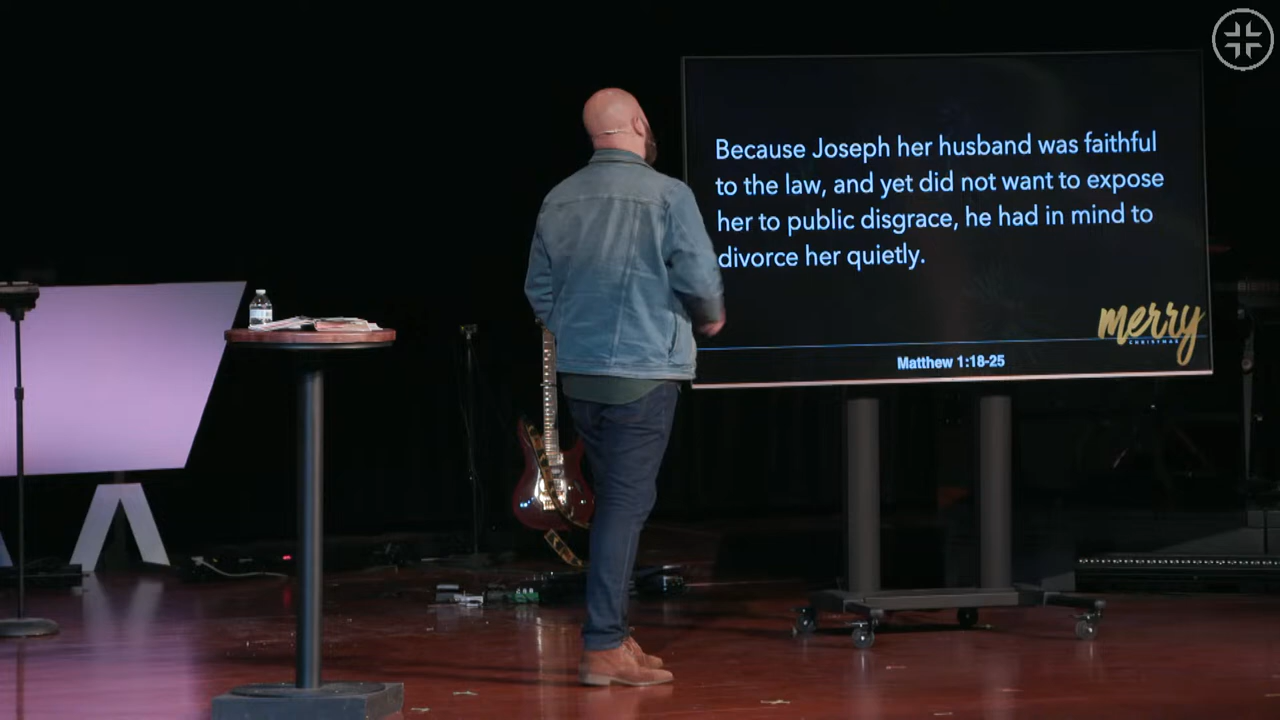 Because Joseph her husband was faithful
to the law, and yet did not want to expose
her to public disgrace, he had in mind to
divorce her quietly.
merry
CHRISTMAS
Matthew 1:18-25